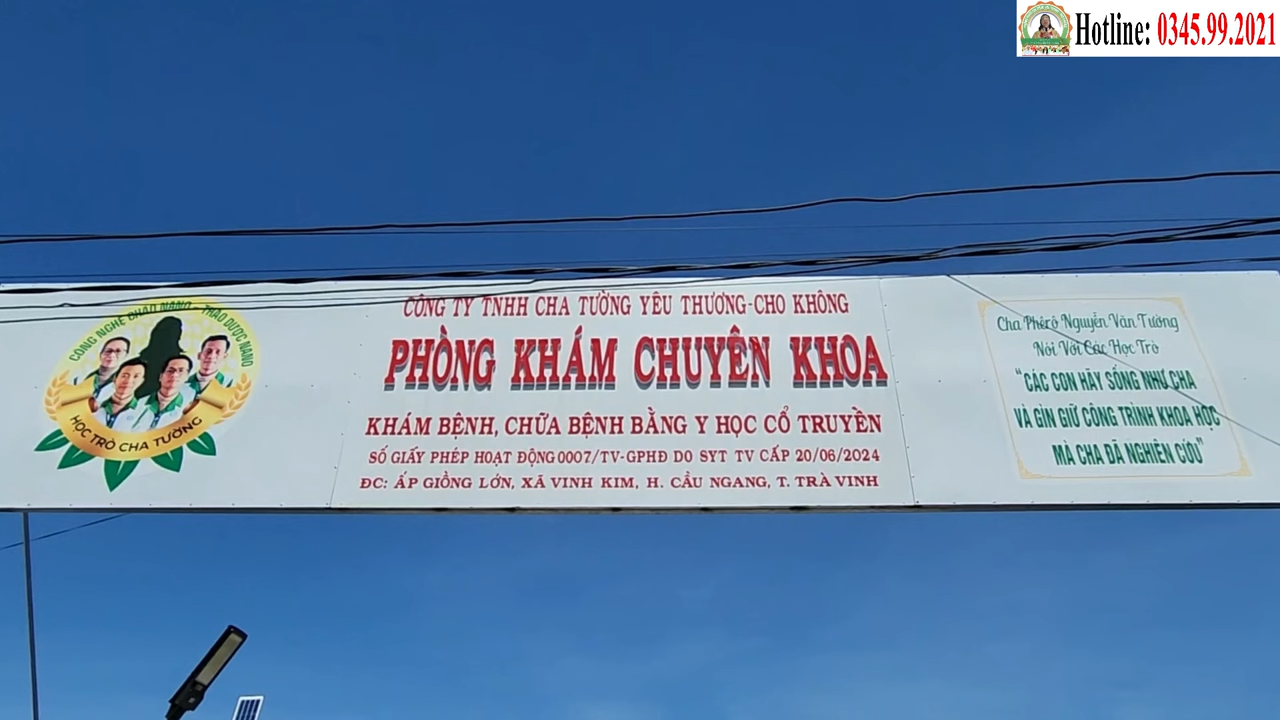 Hotline: 0345.99.2021
CÔNG NGHỆ CHAO NANO - THẢO DƯỢC NANO
HỌC TRÒ CHA TƯỜNG
CÔNG TY TNHH CHA TƯỜNG YÊU THƯƠNG-CHO KHÔNG
PHÒNG KHÁM CHUYÊN KHOA
KHÁM BỆNH, CHỮA BỆNH BẰNG Y HỌC CỔ TRUYỀN
SỐ GIẤY PHÉP HOẠT ĐỘNG 0007/TV-GPHĐ DO SYT TV CẤP 20/06/2024
ĐC: ẤP GIỒNG LỚN, XÃ VINH KIM, H. CẦU NGANG, T. TRÀ VINH
Cha Phêrô Nguyễn Văn Tường
Nói Với Các Học Trò
"CÁC CON HÃY SỐNG NHƯ CHA
VÀ GÌN GIỮ CÔNG TRÌNH KHOA HỌC
MÀ CHA ĐÃ NGHIÊN CỨU"